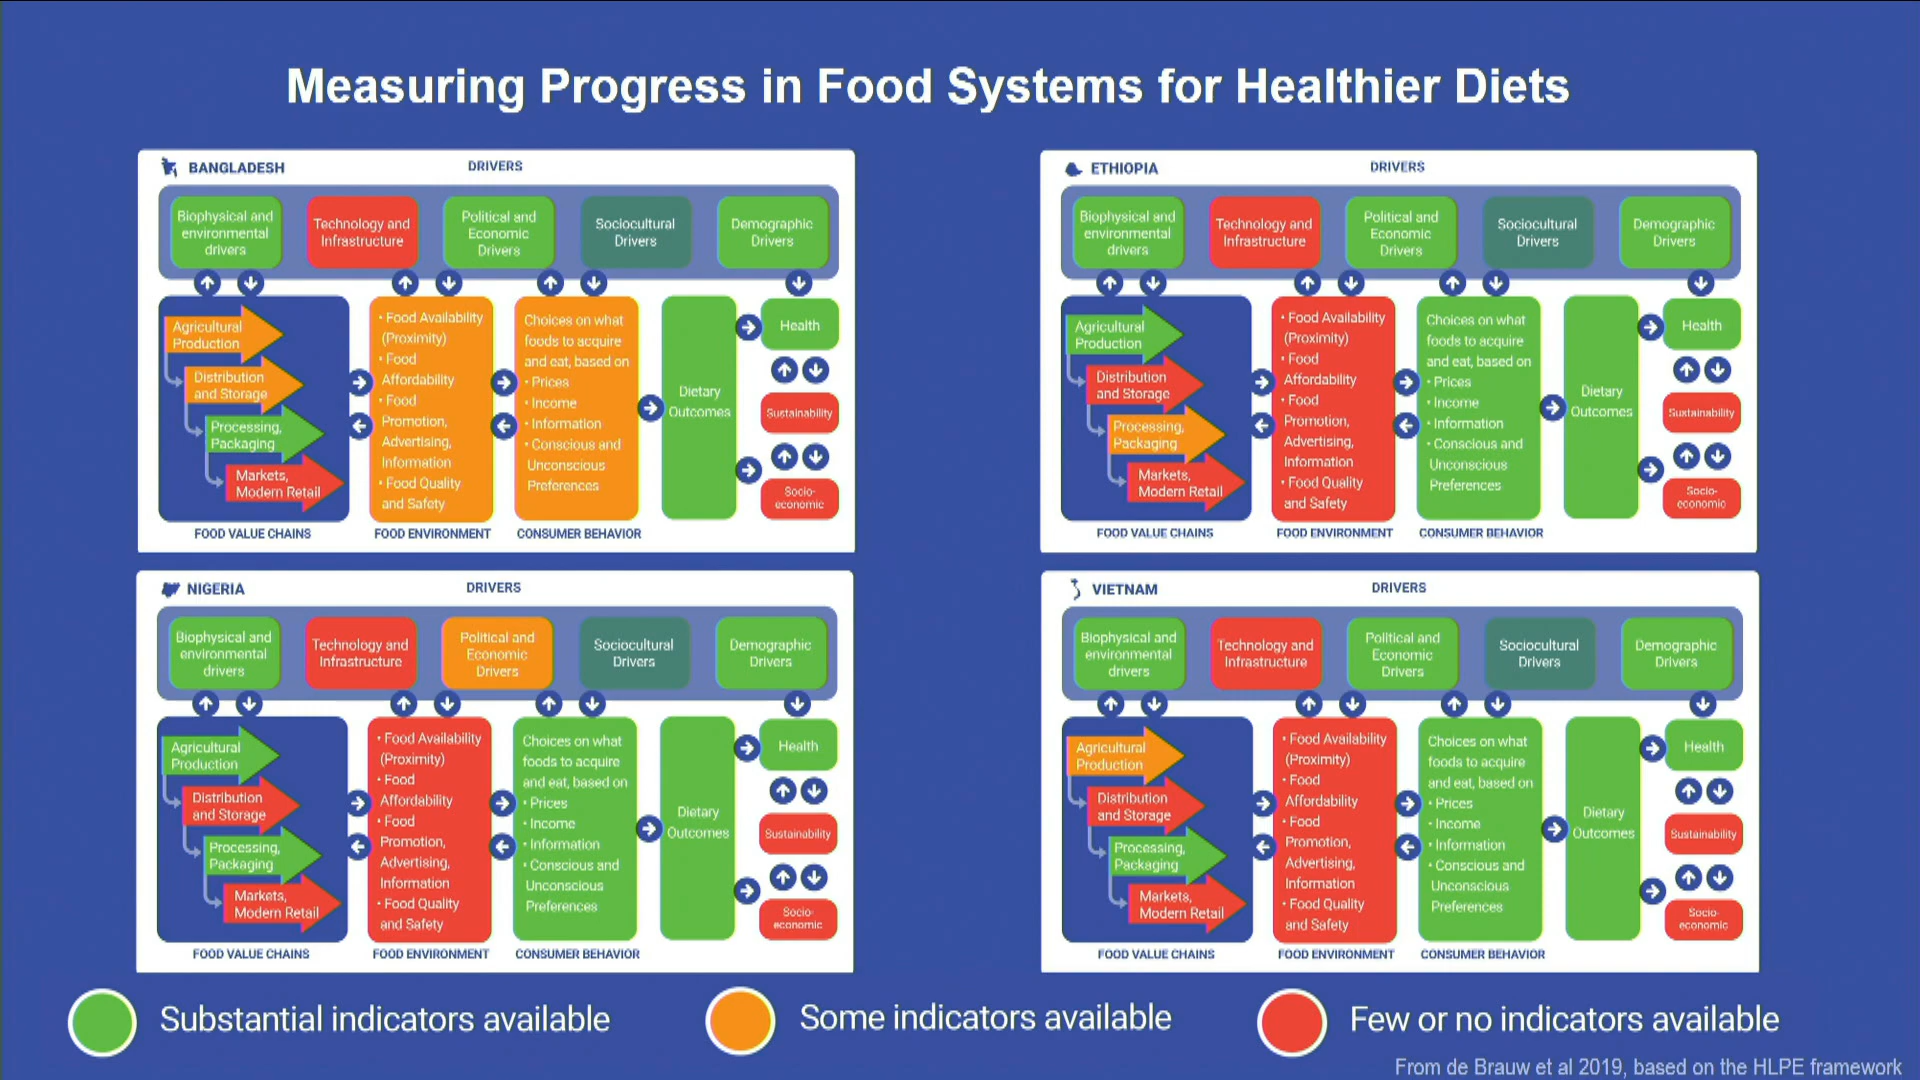 Measuring Progress in Food Systems for Healthier Diets
BANGLADESH
DRIVERS
Biophysical and
environmental
drivers
Technology and
Infrastructure
Political and
Economic
Drivers
Sociocultural
Drivers
Demographic
Drivers
Agricultural
Production
Distribution
and Storage
Processing,
Packaging
Markets,
Modern Retail
FOOD VALUE CHAINS
• Food Availability
(Proximity)
• Food
Affordability
• Food
Promotion,
Advertising,
Information
• Food Quality
and Safety
FOOD ENVIRONMENT
Choices on what
foods to acquire
and eat, based on
• Prices
• Income
• Information
• Conscious and
Unconscious
Preferences
CONSUMER BEHAVIOR
Dietary
Outcomes
Health
Sustainability
Socio-
economic
ETHIOPIA
DRIVERS
Biophysical and
environmental
drivers
Technology and
Infrastructure
Political and
Economic
Drivers
Sociocultural
Drivers
Demographic
Drivers
Agricultural
Production
Distribution
and Storage
Processing,
Packaging
Markets,
Modern Retail
FOOD VALUE CHAINS
• Food Availability
(Proximity)
• Food
Affordability
• Food
Promotion,
Advertising,
Information
• Food Quality
and Safety
FOOD ENVIRONMENT
Choices on what
foods to acquire
and eat, based on
• Prices
• Income
• Information
• Conscious and
Unconscious
Preferences
CONSUMER BEHAVIOR
Dietary
Outcomes
Health
Sustainability
Socio-
economic
NIGERIA
DRIVERS
Biophysical and
environmental
drivers
Technology and
Infrastructure
Political and
Economic
Drivers
Sociocultural
Drivers
Demographic
Drivers
Agricultural
Production
Distribution
and Storage
Processing,
Packaging
Markets,
Modern Retail
FOOD VALUE CHAINS
• Food Availability
(Proximity)
• Food
Affordability
• Food
Promotion,
Advertising,
Information
• Food Quality
and Safety
FOOD ENVIRONMENT
Choices on what
foods to acquire
and eat, based on
• Prices
• Income
• Information
• Conscious and
Unconscious
Preferences
CONSUMER BEHAVIOR
Dietary
Outcomes
Health
Sustainability
Socio-
economic
VIETNAM
DRIVERS
Biophysical and
environmental
drivers
Technology and
Infrastructure
Political and
Economic
Drivers
Sociocultural
Drivers
Demographic
Drivers
Agricultural
Production
Distribution
and Storage
Processing,
Packaging
Markets,
Modern Retail
FOOD VALUE CHAINS
• Food Availability
(Proximity)
• Food
Affordability
• Food
Promotion,
Advertising,
Information
• Food Quality
and Safety
FOOD ENVIRONMENT
Choices on what
foods to acquire
and eat, based on
• Prices
• Income
• Information
• Conscious and
Unconscious
Preferences
CONSUMER BEHAVIOR
Dietary
Outcomes
Health
Sustainability
Socio-
economic
Substantial indicators available
Some indicators available
Few or no indicators available
From de Brauw et al 2019, based on the HLPE framework